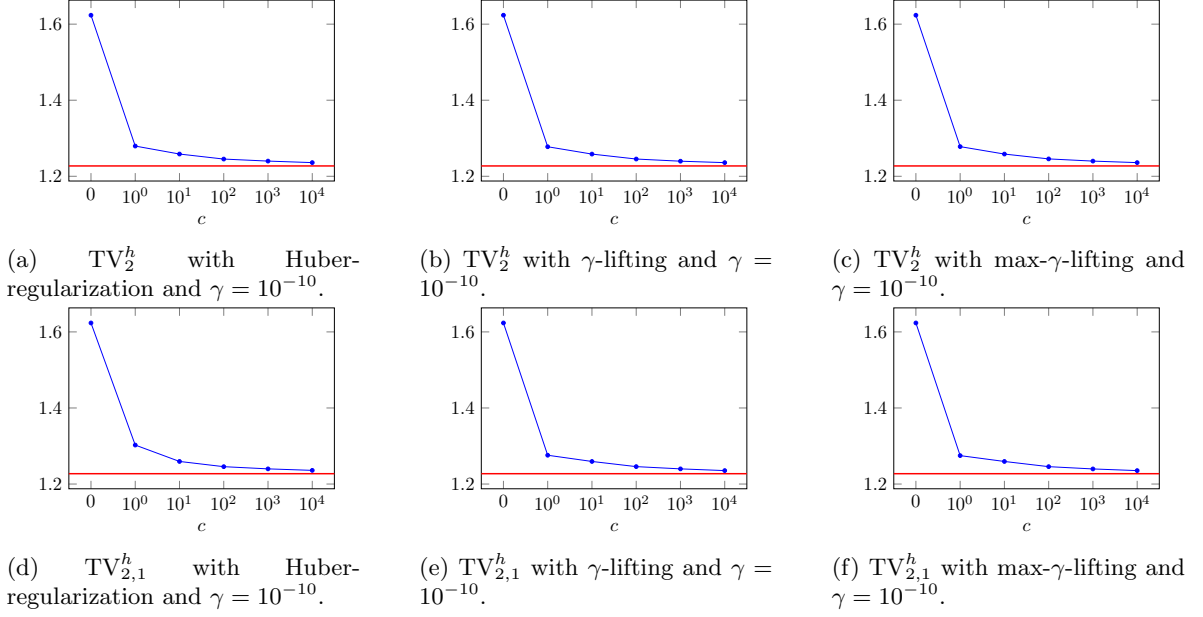 1.6
1.4
1.2
0 10^0 10^1 10^2 10^3 10^4
c
(a) TV_2^h with Huber-
regularization and γ = 10^{-10}.
1.6
1.4
1.2
0 10^0 10^1 10^2 10^3 10^4
c
(b) TV_2^h with γ-lifting and γ =
10^{-10}.
1.6
1.4
1.2
0 10^0 10^1 10^2 10^3 10^4
c
(c) TV_2^h with max-γ-lifting and
γ = 10^{-10}.
1.6
1.4
1.2
0 10^0 10^1 10^2 10^3 10^4
c
(d) TV_{2,1}^h with Huber-
regularization and γ = 10^{-10}.
1.6
1.4
1.2
0 10^0 10^1 10^2 10^3 10^4
c
(e) TV_{2,1}^h with γ-lifting and γ =
10^{-10}.
1.6
1.4
1.2
0 10^0 10^1 10^2 10^3 10^4
c
(f) TV_{2,1}^h with max-γ-lifting and
γ = 10^{-10}.